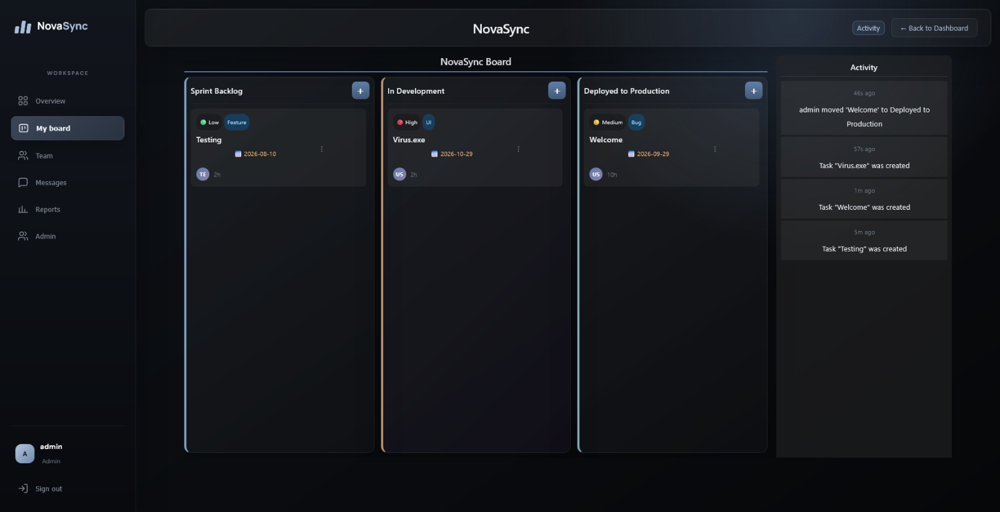 NovaSync
WORKSPACE
Overview
My board
Team
Messages
Reports
Admin
A
admin
Admin
Sign out
NovaSync
Activity
← Back to Dashboard
NovaSync Board
Sprint Backlog
+
Low
Feature
Testing
2026-08-10
TE
2h
In Development
+
High
UI
Virus.exe
2026-10-29
US
2h
Deployed to Production
+
Medium
Bug
Welcome
2026-09-29
US
10h
Activity
46s ago
admin moved 'Welcome' to Deployed to
Production
57s ago
Task "Virus.exe" was created
1m ago
Task "Welcome" was created
5m ago
Task "Testing" was created